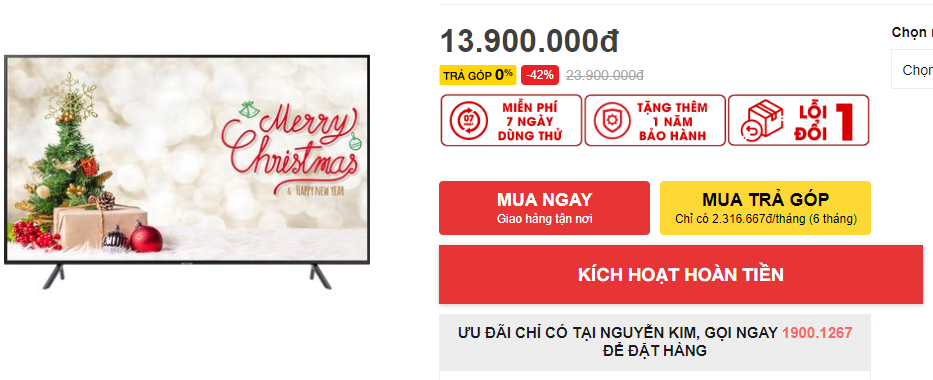 Merry
Christmas
& HAPPY NEW YEAR
13.900.000đ
TRẢ GÓP 0%
-42%
23.900.000đ
07
NGÀY
MIỄN PHÍ
7 NGÀY
DÙNG THỬ
TẶNG THÊM
1 NĂM
BẢO HÀNH
LỖI
ĐỔI 1
MUA NGAY
Giao hàng tận nơi
MUA TRẢ GÓP
Chỉ có 2.316.667đ/tháng (6 tháng)
KÍCH HOẠT HOÀN TIỀN
ƯU ĐÃI CHỈ CÓ TẠI NGUYỄN KIM, GỌI NGAY 1900.1267
ĐỂ ĐẶT HÀNG
Chọn
Chọn